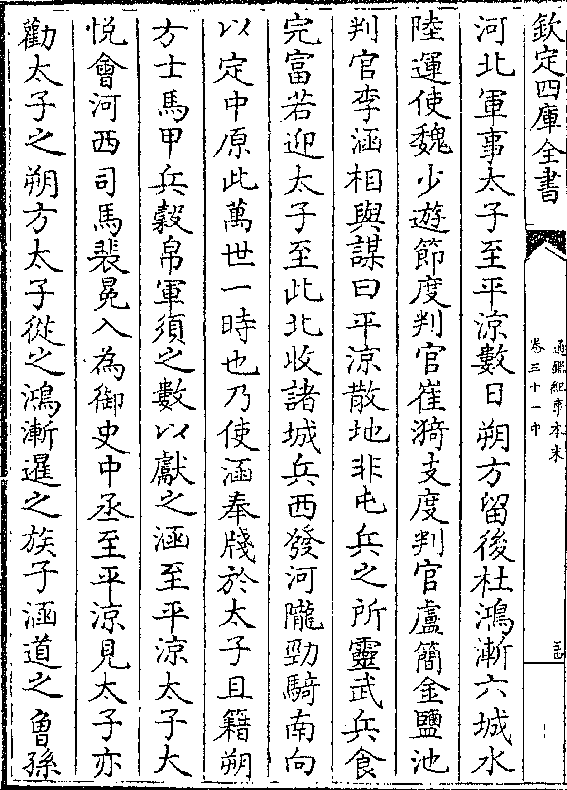 欽定四庫全書
通鑑紀事本末
卷三十一中
河北軍事太子至平涼數日朔方留後杜鴻漸六城水
陸運使魏少遊節度判官崔漪支度判官盧簡金鹽池
判官李涵相與謀曰平涼散地非屯兵之所靈武兵食
完富若迎太子至此北收諸城兵西發河隴勁騎南向
以定中原此萬世一時也乃使涵奉牋於太子且籍朔
方士馬甲兵穀帛軍須之數以獻之涵至平涼太子大
悅會河西司馬裴冕入為御史中丞至平涼見太子亦
勸太子之朔方太子從之鴻漸暹之族子涵道之曾孫